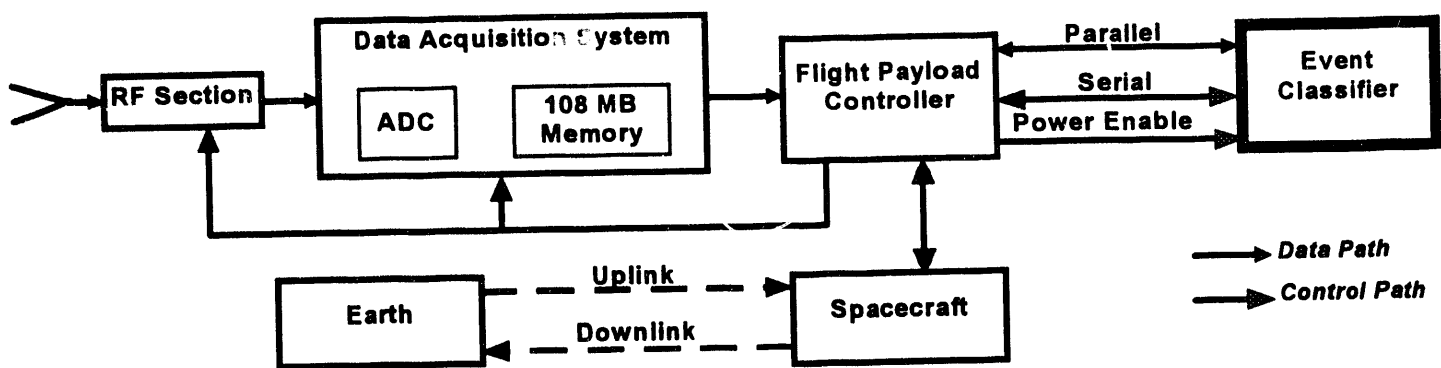 Data Acquisition System
RF Section
ADC
108 MB
Memory
Flight Payload
Controller
Parallel
Serial
Power Enable
Event
Classifier
Uplink
Earth
Downlink
Spacecraft
Data Path
Control Path